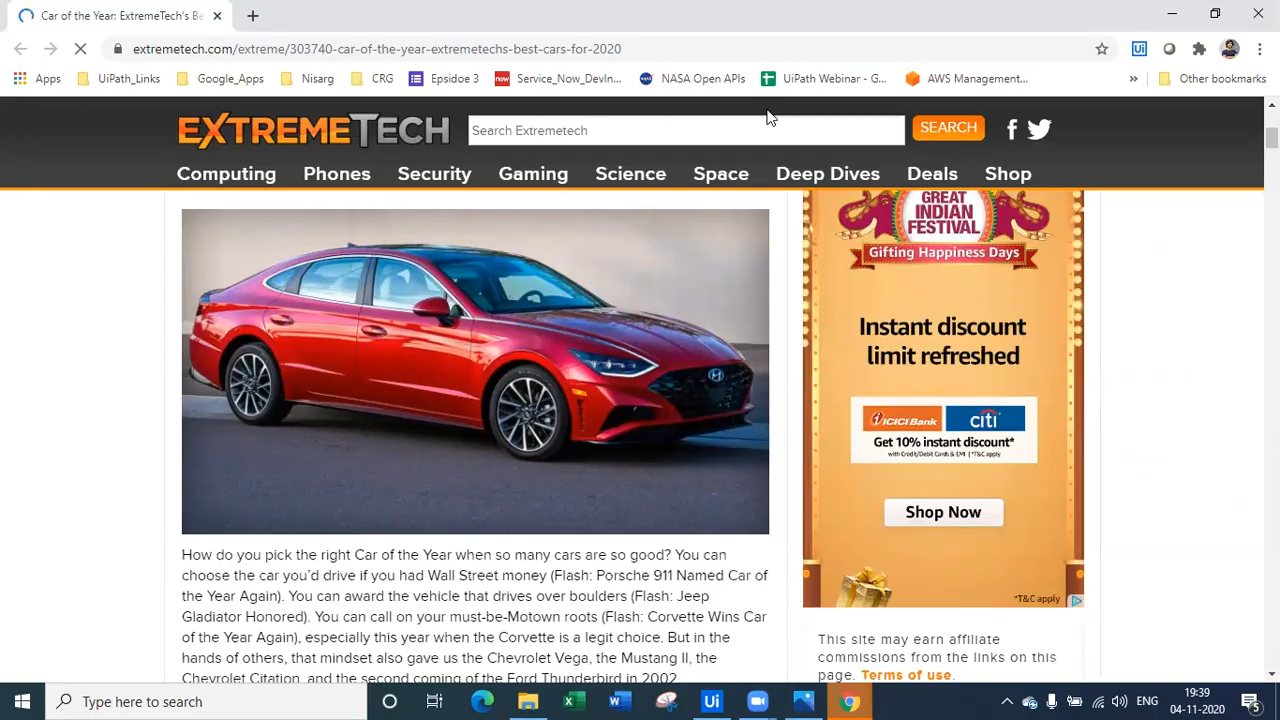 Car of the Year: ExtremeTech's Be
extremetech.com/extreme/303740-car-of-the-year-extremetechs-best-cars-for-2020
Ui
Apps UiPath_Links Google_Apps Nisarg CRG Epsidoe 3 now Service_Now_DevIn... NASA Open APIs UiPath Webinar - G... AWS Management... » Other bookmarks
EXTREMETECH
Search Extremetech
SEARCH
Computing Phones Security Gaming Science Space Deep Dives Deals Shop
GREAT
INDIAN
FESTIVAL
Gifting Happiness Days
Instant discount
limit refreshed
ICICI Bank citi
Get 10% instant discount*
with Credit/Debit Cards & EMI | *T&C apply
Shop Now
*T&C apply
How do you pick the right Car of the Year when so many cars are so good? You can
choose the car you'd drive if you had Wall Street money (Flash: Porsche 911 Named Car of
the Year Again). You can award the vehicle that drives over boulders (Flash: Jeep
Gladiator Honored). You can call on your must-be-Motown roots (Flash: Corvette Wins Car
of the Year Again), especially this year when the Corvette is a legit choice. But in the
hands of others, that mindset also gave us the Chevrolet Vega, the Mustang II, the
Chevrolet Citation, and the second coming of the Ford Thunderbird in 2002.
This site may earn affiliate
commissions from the links on this
page. Terms of use.
Type here to search
Ui
ENG
19:39
04-11-2020
5